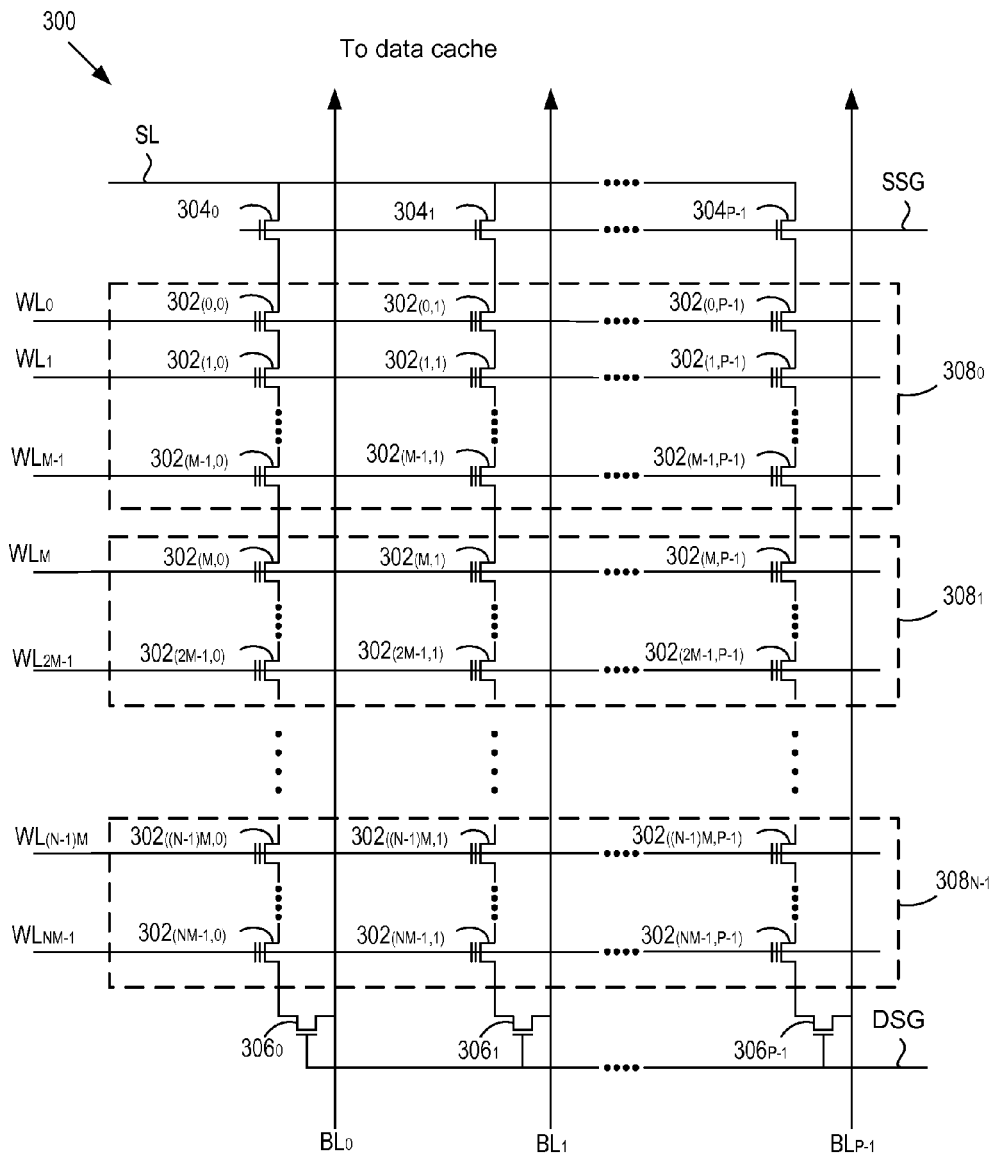 300
To data cache
SL
SSG
304₀ 304₁ 304P-1
WL₀ 302(0,0) 302(0,1) 302(0,P-1)
WL₁ 302(1,0) 302(1,1) 302(1,P-1)
308₀
WLM-1 302(M-1,0) 302(M-1,1) 302(M-1,P-1)
WLM 302(M,0) 302(M,1) 302(M,P-1)
308₁
WL2M-1 302(2M-1,0) 302(2M-1,1) 302(2M-1,P-1)
WL(N-1)M 302((N-1)M,0) 302((N-1)M,1) 302((N-1)M,P-1)
308N-1
WLNM-1 302(NM-1,0) 302(NM-1,1) 302(NM-1,P-1)
DSG
306₀ 306₁ 306P-1
BL₀ BL₁ BLP-1